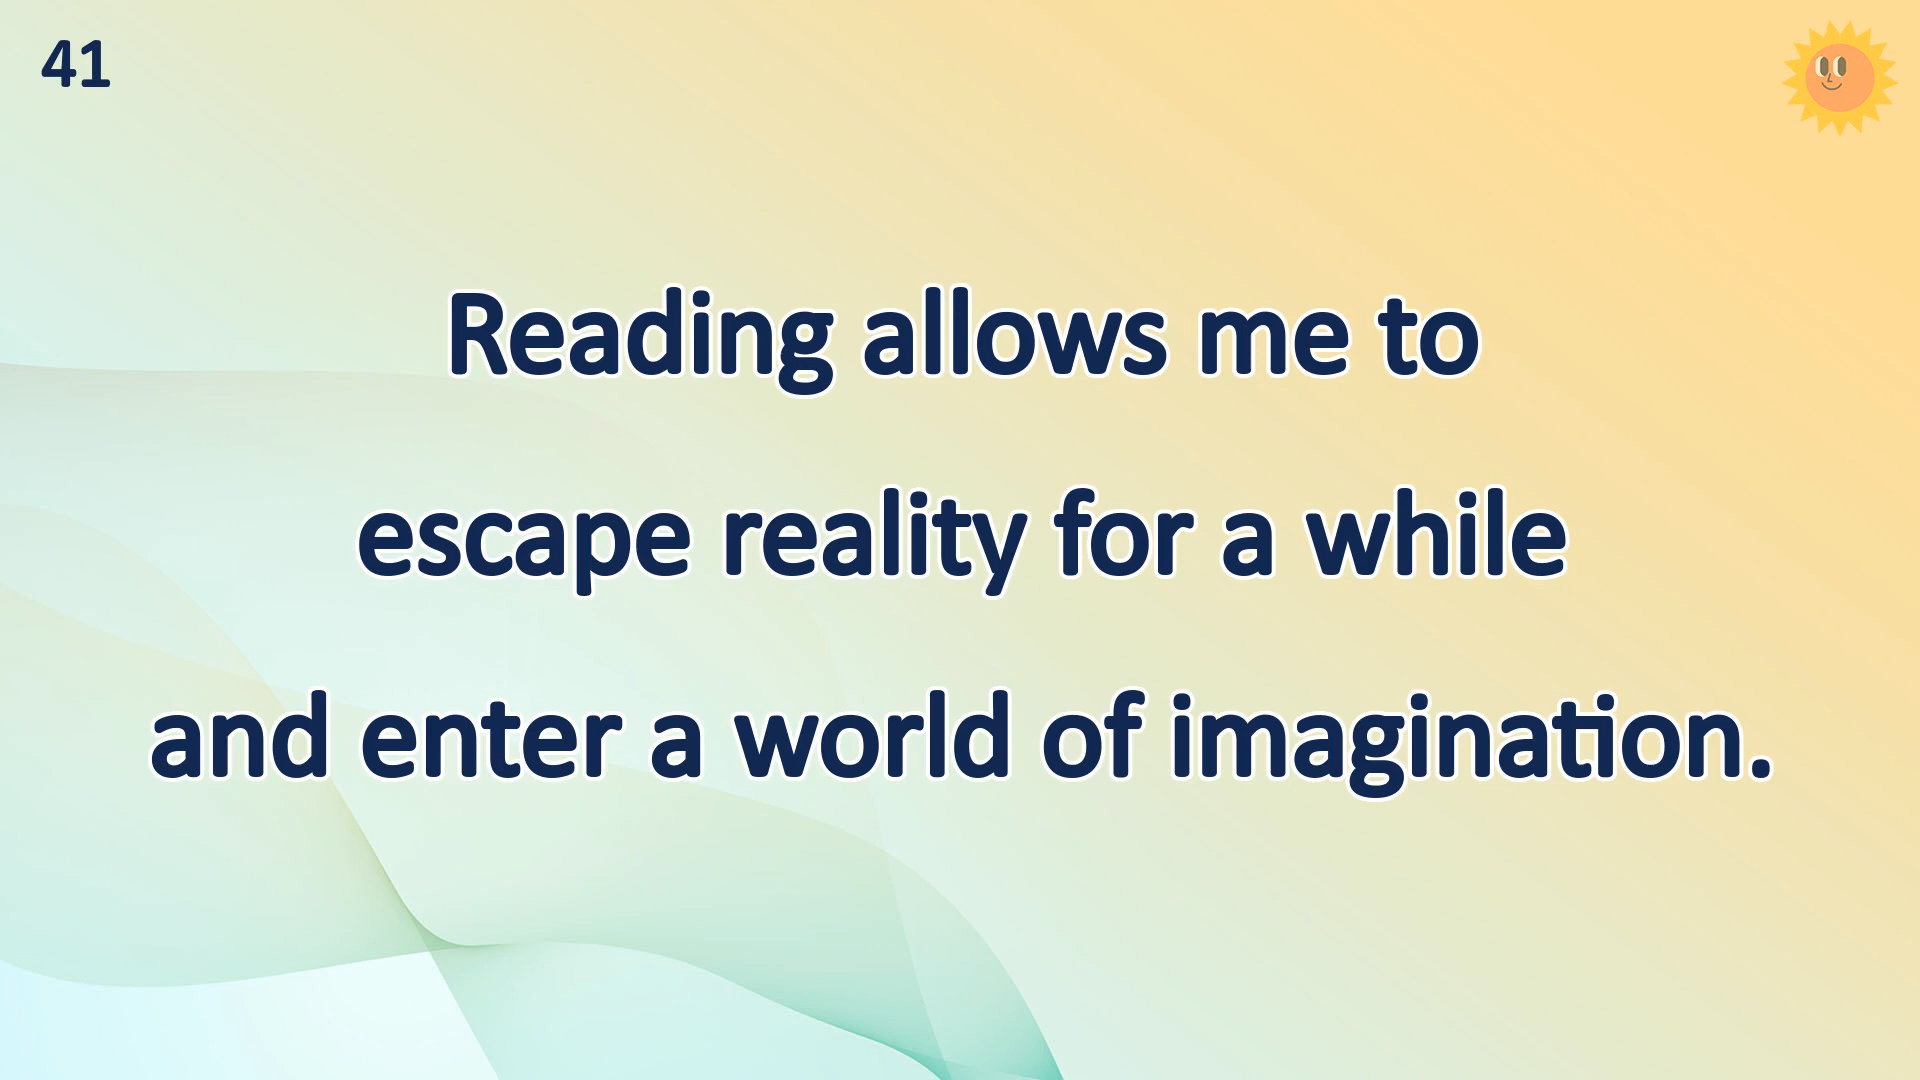 41
Reading allows me to
escape reality for a while
and enter a world of imagination.